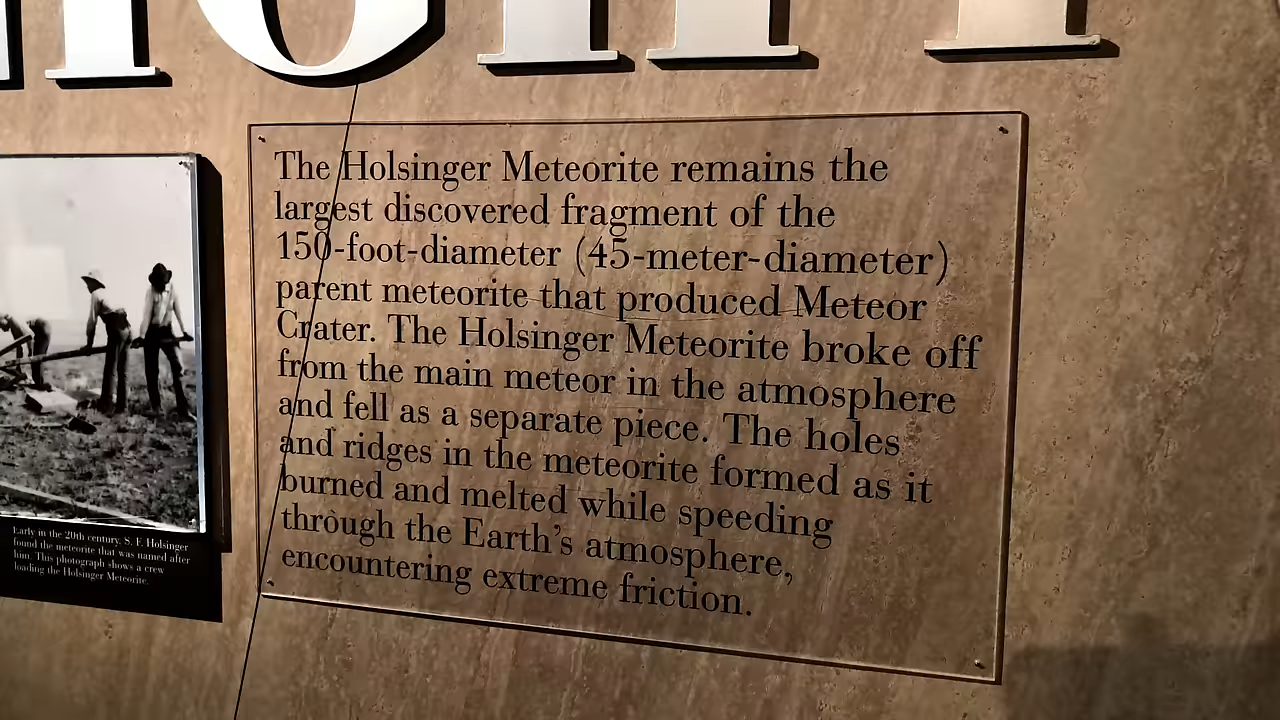 The Holsinger Meteorite remains the
largest discovered fragment of the
150-foot-diameter (45-meter-diameter)
parent meteorite that produced Meteor
Crater. The Holsinger Meteorite broke off
from the main meteor in the atmosphere
and fell as a separate piece. The holes
and ridges in the meteorite formed as it
burned and melted while speeding
through the Earth's atmosphere,
encountering extreme friction.
Early in the 20th century, S. F. Holsinger
found the meteorite that was named after
him. This photograph shows a crew
loading the Holsinger Meteorite.